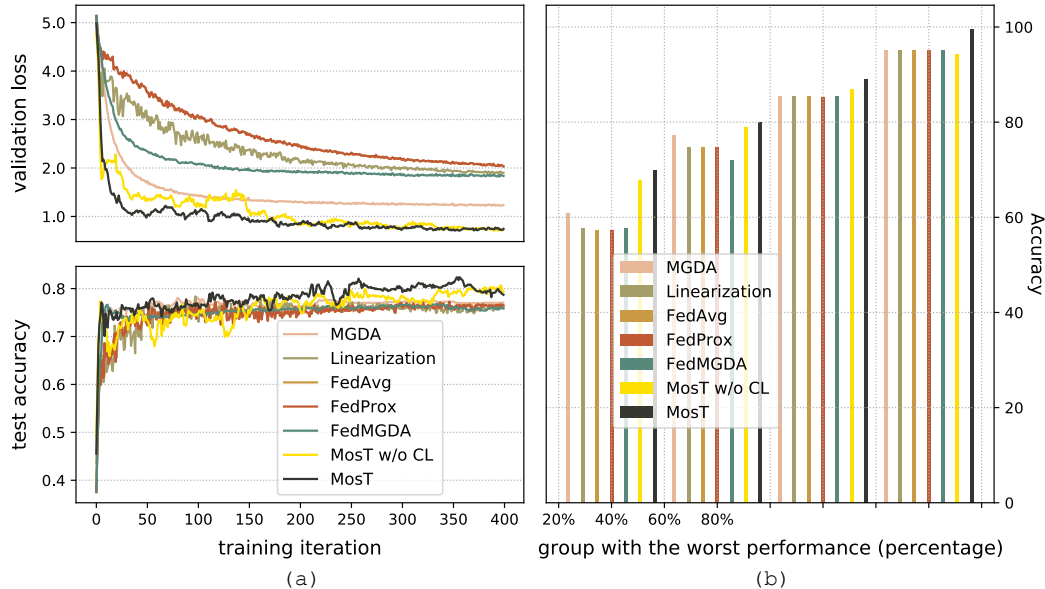 5.0
4.0
3.0
2.0
1.0
validation loss
0.8
0.7
0.6
0.5
0.4
test accuracy
MGDA
Linearization
FedAvg
FedProx
FedMGDA
MosT w/o CL
MosT
0 50 100 150 200 250 300 350 400
training iteration
(a)
100
80
60
40
20
0
Accuracy
MGDA
Linearization
FedAvg
FedProx
FedMGDA
MosT w/o CL
MosT
20% 40% 60% 80%
group with the worst performance (percentage)
(b)